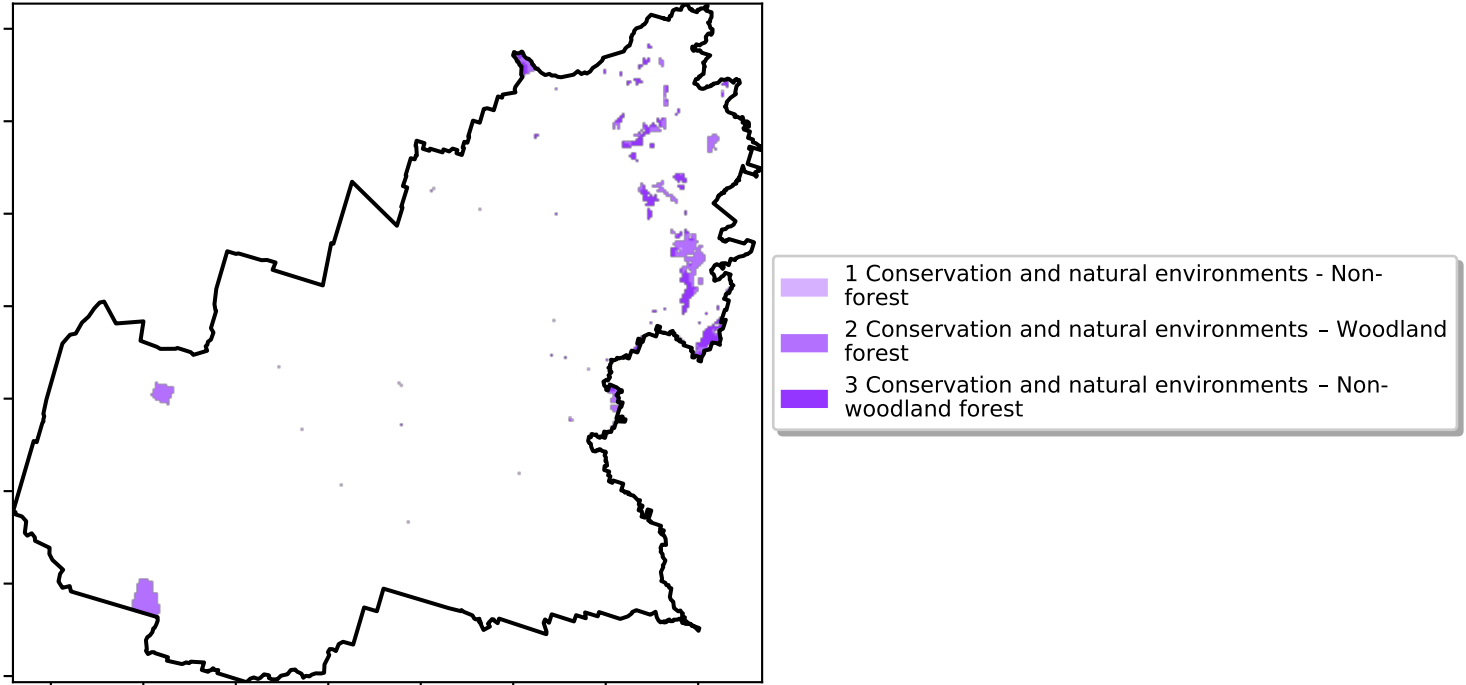 1 Conservation and natural environments - Non-
forest
2 Conservation and natural environments – Woodland
forest
3 Conservation and natural environments – Non-
woodland forest